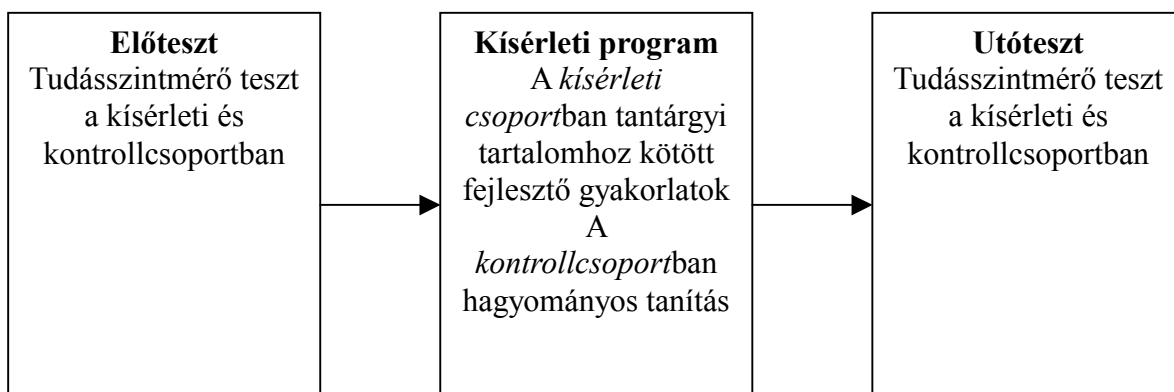 Előteszt
Tudásszintmérő teszt
a kísérleti és
kontrollcsoportban
Kísérleti program
A kísérleti
csoportban tantárgyi
tartalomhoz kötött
fejlesztő gyakorlatok
A
kontrollcsoportban
hagyományos tanítás
Utóteszt
Tudásszintmérő teszt
a kísérleti és
kontrollcsoportban